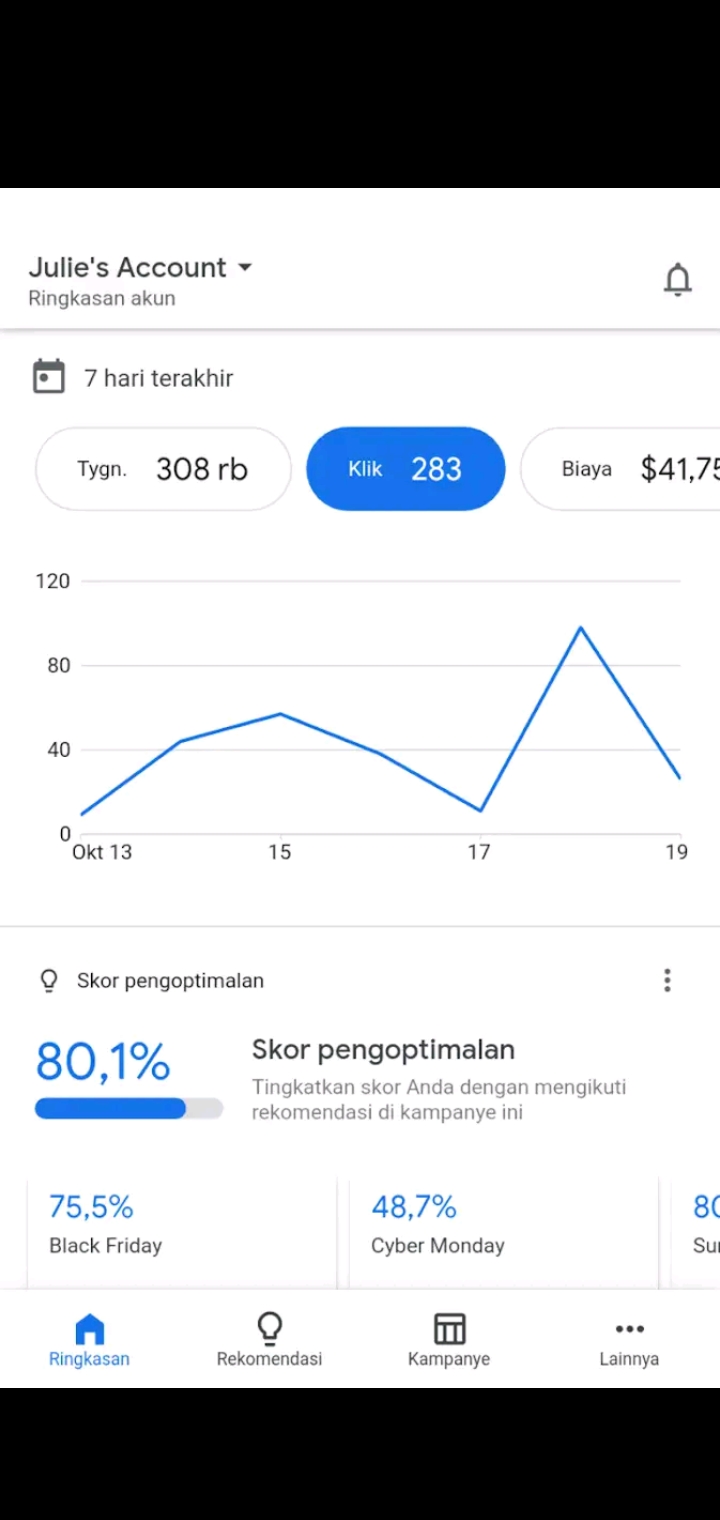 Julie's Account
Ringkasan akun
7 hari terakhir
Tygn. 308 rb
Klik 283
Biaya $41,75
120
80
40
0
Okt 13 15 17 19
Skor pengoptimalan
80,1%
Skor pengoptimalan
Tingkatkan skor Anda dengan mengikuti
rekomendasi di kampanye ini
75,5%
Black Friday
48,7%
Cyber Monday
Ringkasan Rekomendasi Kampanye Lainnya